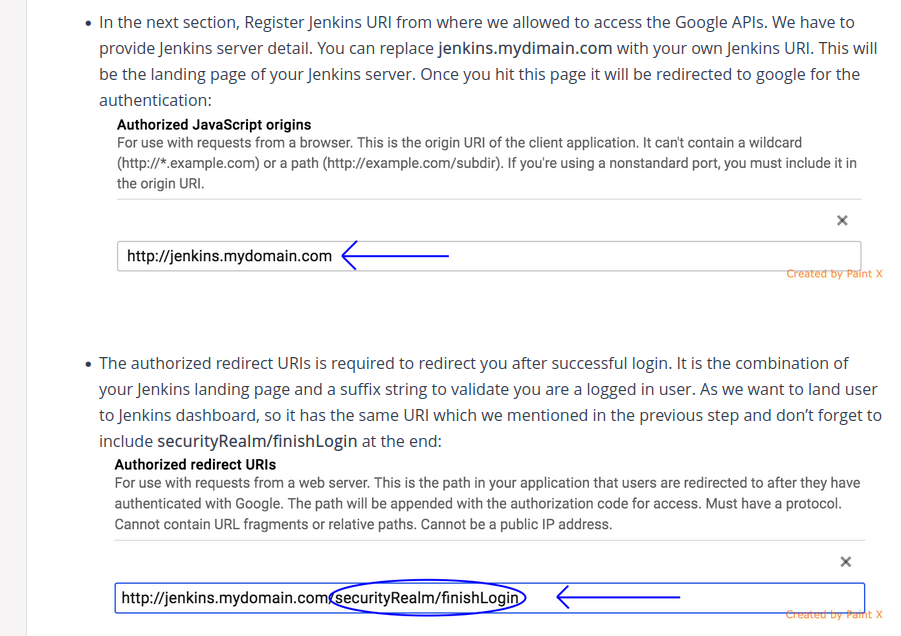 • In the next section, Register Jenkins URI from where we allowed to access the Google APIs. We have to
provide Jenkins server detail. You can replace jenkins.mydimain.com with your own Jenkins URI. This will
be the landing page of your Jenkins server. Once you hit this page it will be redirected to google for the
authentication:
Authorized JavaScript origins
For use with requests from a browser. This is the origin URI of the client application. It can't contain a wildcard
(http://*.example.com) or a path (http://example.com/subdir). If you're using a nonstandard port, you must include it in
the origin URI.
×
http://jenkins.mydomain.com
Created by Paint X
• The authorized redirect URIs is required to redirect you after successful login. It is the combination of
your Jenkins landing page and a suffix string to validate you are a logged in user. As we want to land user
to Jenkins dashboard, so it has the same URI which we mentioned in the previous step and don’t forget to
include securityRealm/finishLogin at the end:
Authorized redirect URIs
For use with requests from a web server. This is the path in your application that users are redirected to after they have
authenticated with Google. The path will be appended with the authorization code for access. Must have a protocol.
Cannot contain URL fragments or relative paths. Cannot be a public IP address.
×
http://jenkins.mydomain.com/securityRealm/finishLogin
Created by Paint X